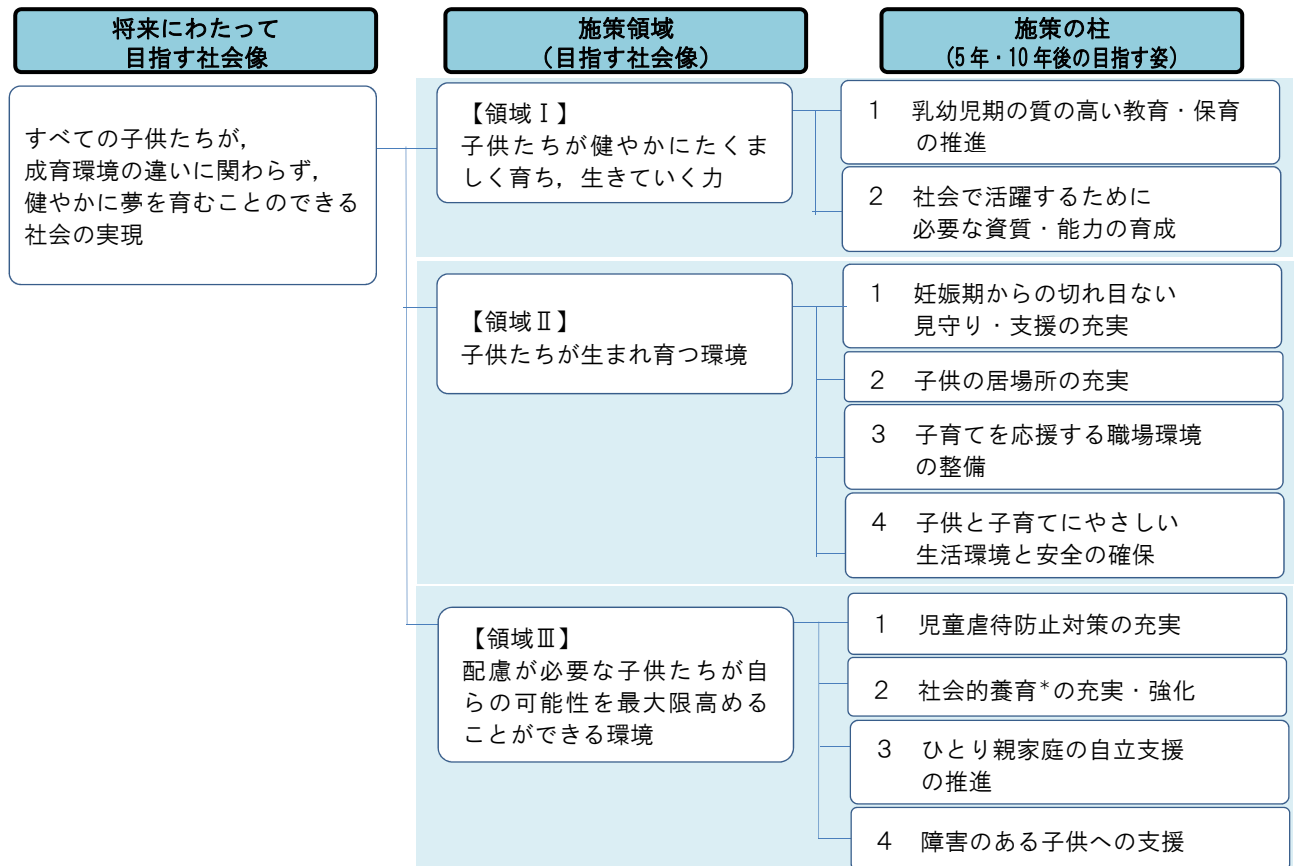 将来にわたって
目指す社会像
施策領域
（目指す社会像）
施策の柱
（5年・10年後の目指す姿）
すべての子供たちが，
成育環境の違いに関わらず，
健やかに夢を育むことのできる
社会の実現
【領域Ⅰ】
子供たちが健やかにたくま
しく育ち，生きていく力
1 乳幼児期の質の高い教育・保育
の推進
2 社会で活躍するために
必要な資質・能力の育成
【領域Ⅱ】
子供たちが生まれ育つ環境
1 妊娠期からの切れ目ない
見守り・支援の充実
2 子供の居場所の充実
3 子育てを応援する職場環境
の整備
4 子供と子育てにやさしい
生活環境と安全の確保
【領域Ⅲ】
配慮が必要な子供たちが自
らの可能性を最大限高める
ことができる環境
1 児童虐待防止対策の充実
2 社会的養育*の充実・強化
3 ひとり親家庭の自立支援
の推進
4 障害のある子供への支援